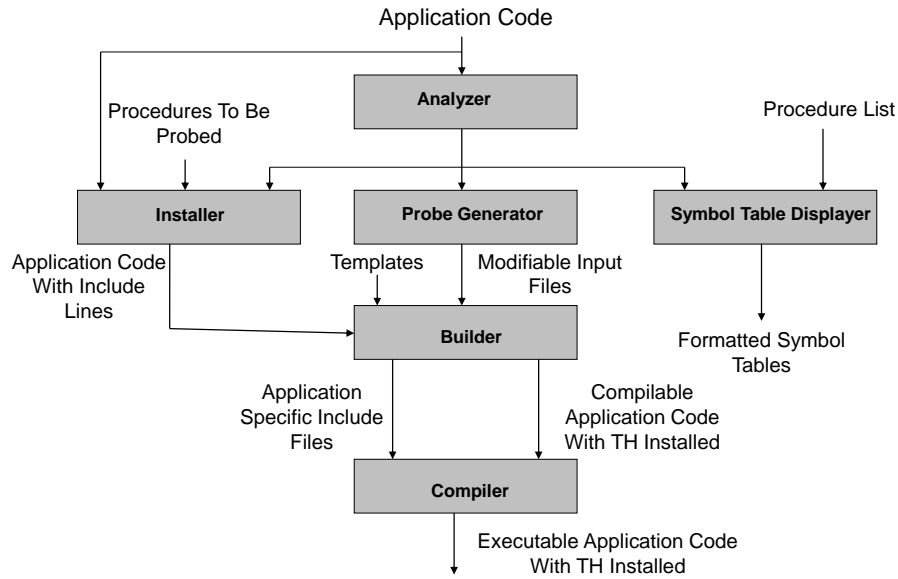 Application Code
Analyzer
Procedures To Be
Probed
Procedure List
Installer
Probe Generator
Symbol Table Displayer
Application Code
With Include
Lines
Templates
Modifiable Input
Files
Builder
Formatted Symbol
Tables
Application
Specific Include
Files
Compilable
Application Code
With TH Installed
Compiler
Executable Application Code
With TH Installed